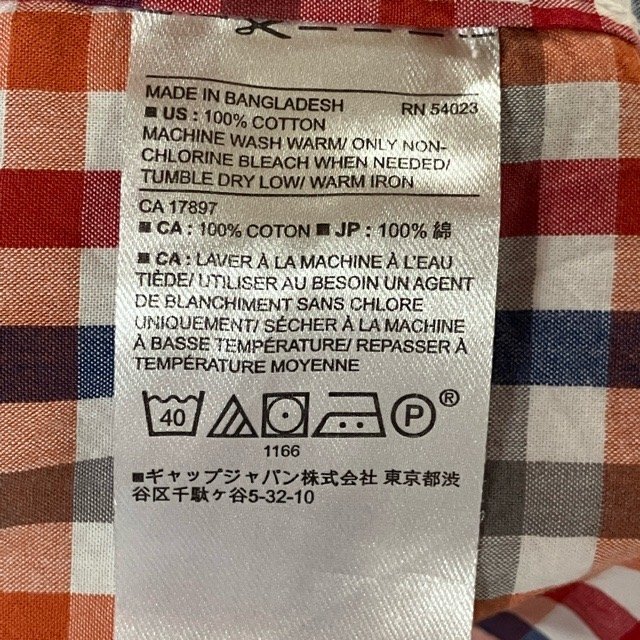 MADE IN BANGLADESH RN 54023
■ US : 100% COTTON
MACHINE WASH WARM/ ONLY NON-
CHLORINE BLEACH WHEN NEEDED/
TUMBLE DRY LOW/ WARM IRON
CA 17897
■ CA : 100% COTON ■ JP : 100% 綿
■ CA : LAVER À LA MACHINE À L'EAU
TIÈDE/ UTILISER AU BESOIN UN AGENT
DE BLANCHIMENT SANS CHLORE
UNIQUEMENT/ SÉCHER À LA MACHINE
À BASSE TEMPÉRATURE/ REPASSER À
TEMPÉRATURE MOYENNE
40 P ®
1166
■ギャップジャパン株式会社 東京都渋
谷区千駄ヶ谷5-32-10